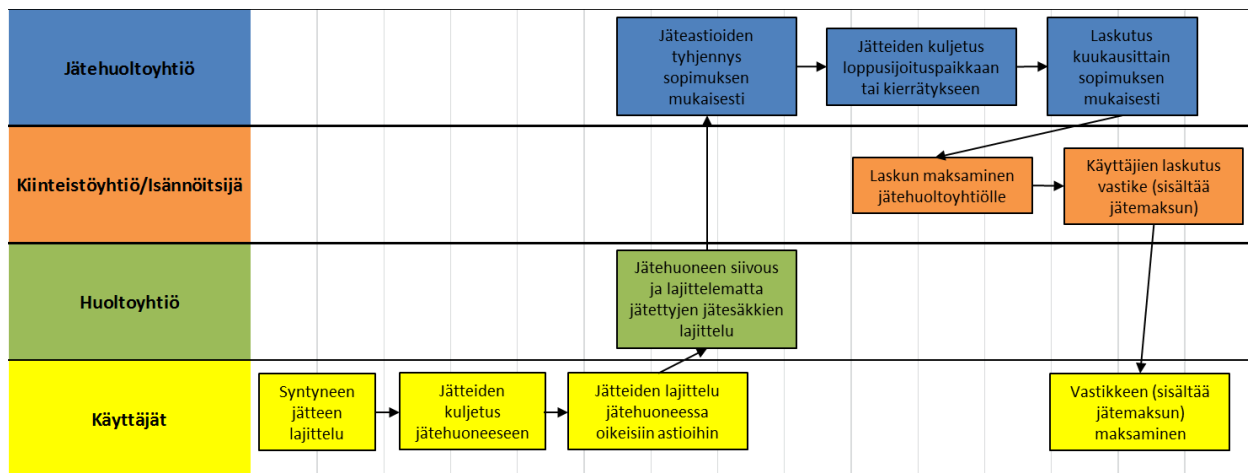 Jätehuoltoyhtiö
Jäteastioiden
tyhjennys
sopimuksen
mukaisesti
Jätteiden kuljetus
loppusijoituspaikkaan
tai kierrätykseen
Laskutus
kuukausittain
sopimuksen
mukaisesti
Kiinteistöyhtiö/Isännöitsijä
Laskun maksaminen
jätehuoltoyhtiölle
Käyttäjien laskutus
vastike (sisältää
jätemaksun)
Huoltoyhtiö
Jätehuoneen siivous
ja lajittelematta
jätettyjen jätesäkkien
lajittelu
Käyttäjät
Syntyneen
jätteen
lajittelu
Jätteiden
kuljetus
jätehuoneeseen
Jätteiden lajittelu
jätehuoneessa
oikeisiin astioihin
Vastikkeen (sisältää
jätemaksun)
maksaminen